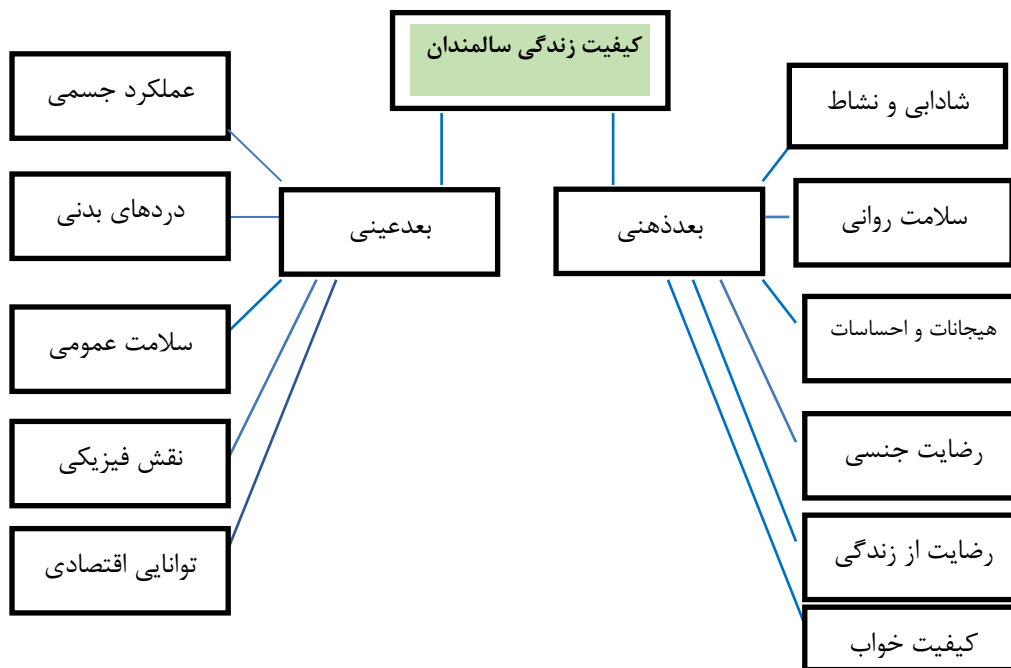 کیفیت زندگی سالمندان
شادابی و نشاط
عملکرد جسمی
سلامت روانی
دردهای بدنی
بعدذهنی
بعدعینی
هیجانات و احساسات
سلامت عمومی
رضایت جنسی
نقش فیزیکی
رضایت از زندگی
توانایی اقتصادی
کیفیت خواب